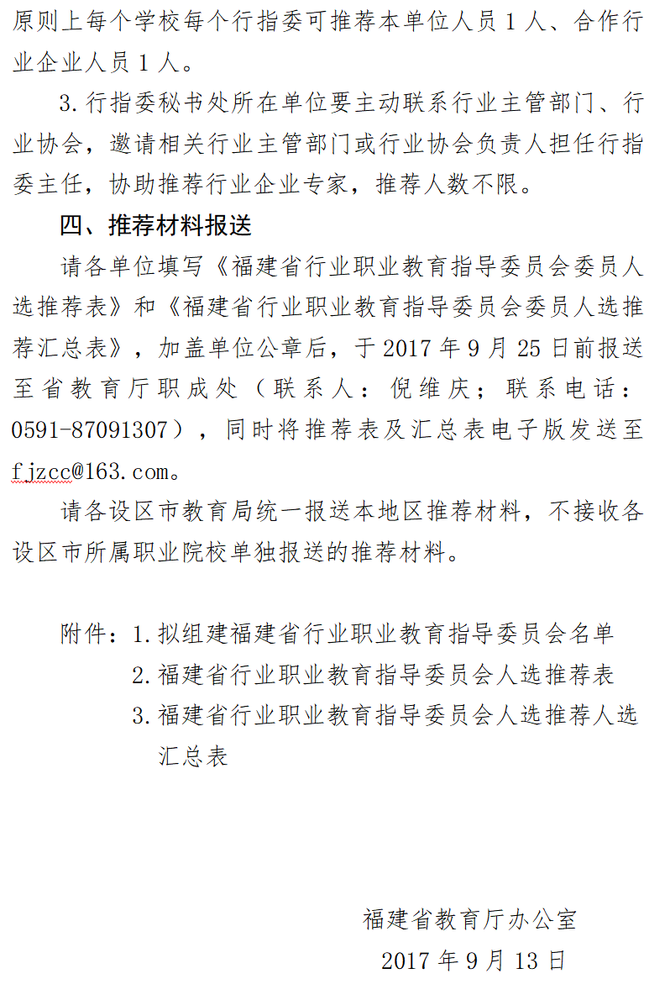 原则上每个学校每个行指委可推荐本单位人员1人、合作行
业企业人员1人。
3.行指委秘书处所在单位要主动联系行业主管部门、行
业协会，邀请相关行业主管部门或行业协会负责人担任行指
委主任，协助推荐行业企业专家，推荐人数不限。
四、推荐材料报送
请各单位填写《福建省行业职业教育指导委员会委员人
选推荐表》和《福建省行业职业教育指导委员会委员人选推
荐汇总表》，加盖单位公章后，于2017年9月25日前报送
至省教育厅职成处（联系人：倪维庆；联系电话：
0591-87091307），同时将推荐表及汇总表电子版发送至
fjzcc@163.com。
请各设区市教育局统一报送本地区推荐材料，不接收各
设区市所属职业院校单独报送的推荐材料。
附件：1.拟组建福建省行业职业教育指导委员会名单
2.福建省行业职业教育指导委员会人选推荐表
3.福建省行业职业教育指导委员会人选推荐人选
汇总表
福建省教育厅办公室
2017年9月13日